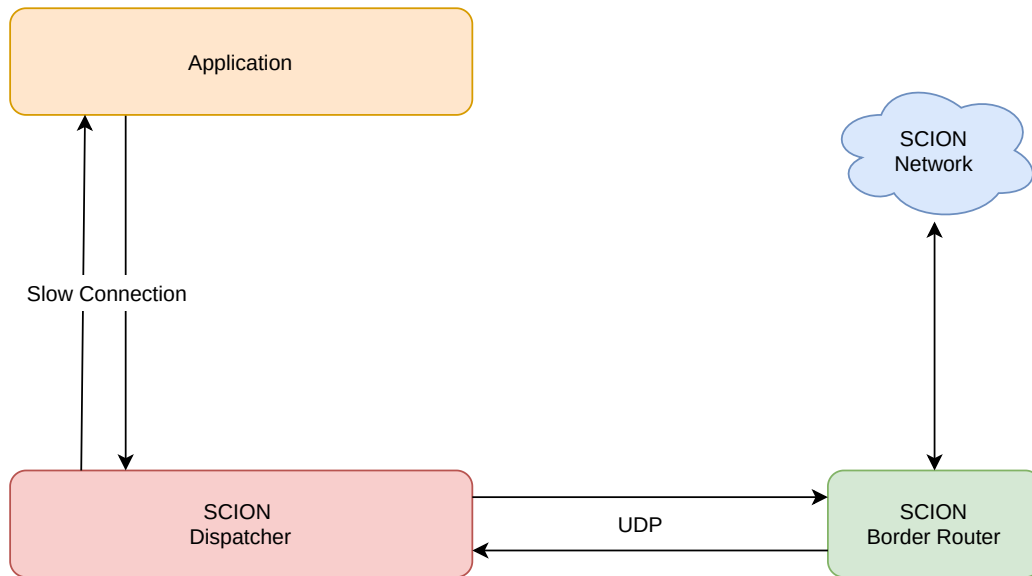 Application
SCION
Network
Slow Connection
SCION
Dispatcher
UDP
SCION
Border Router